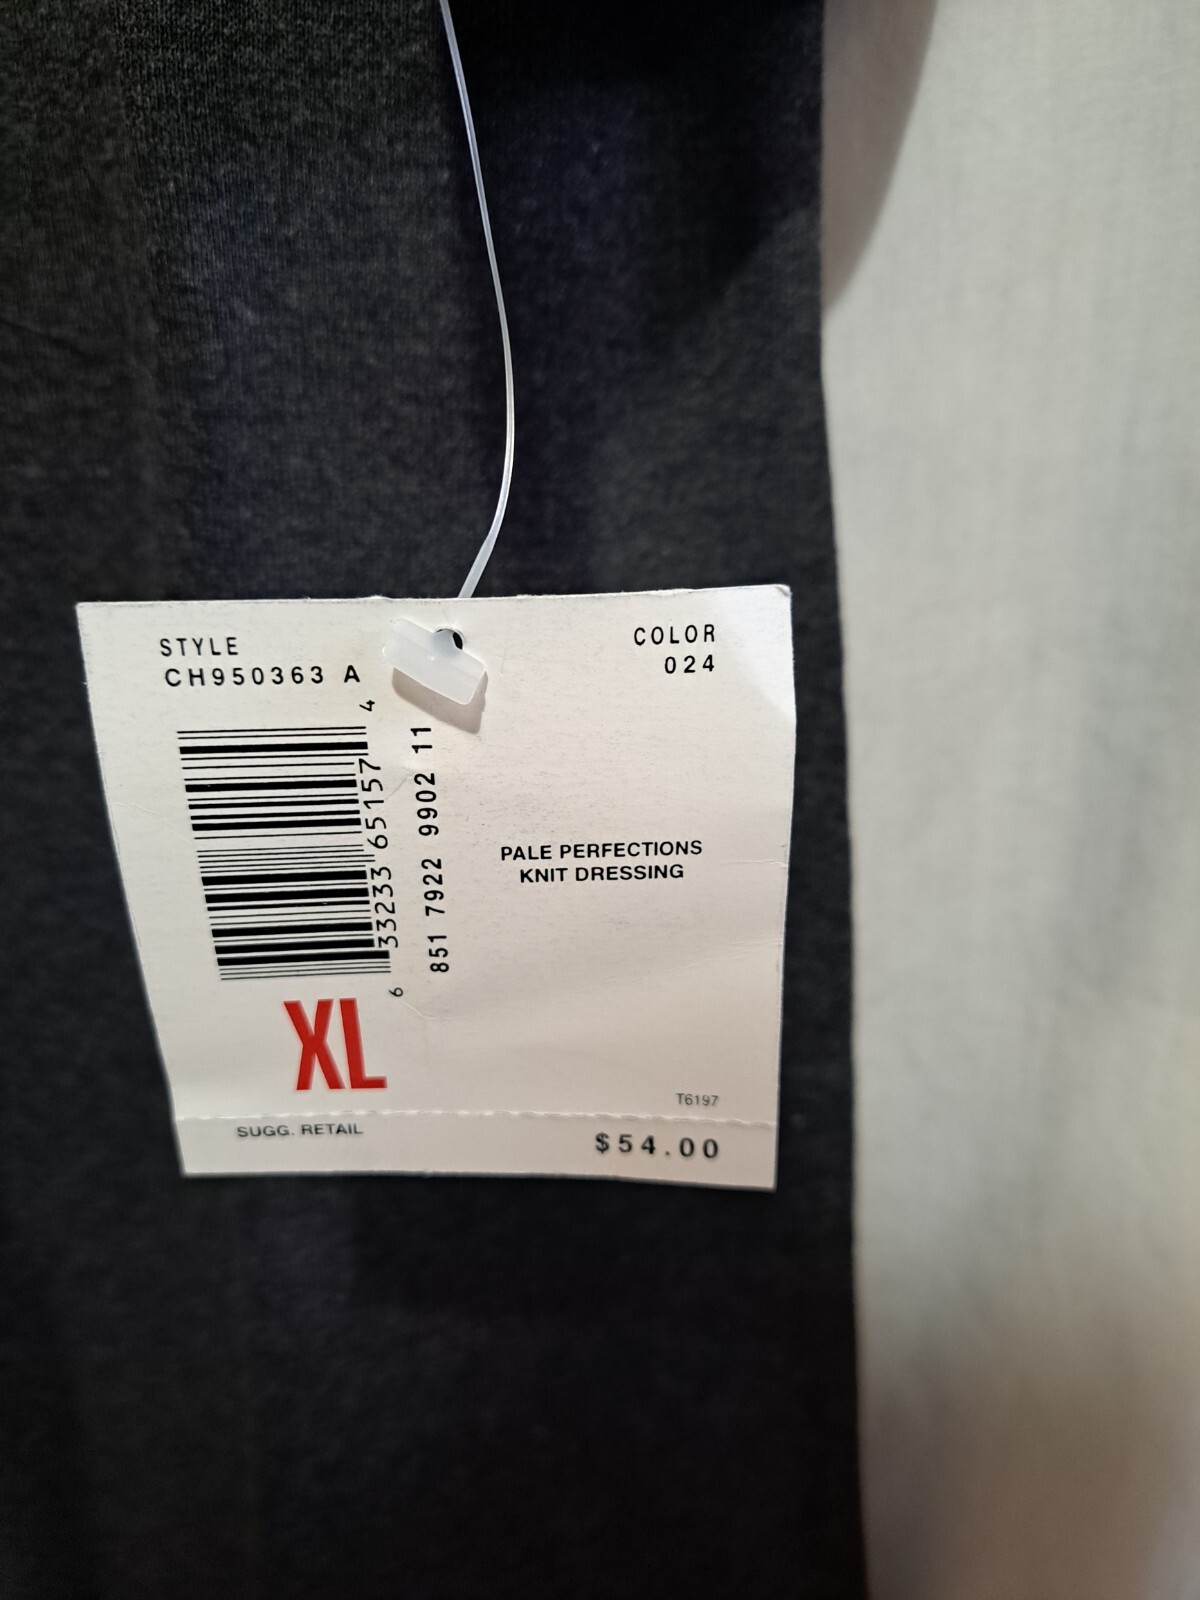 STYLE
CH950363 A
COLOR
024
6 33233 65157 4
851 7922 9902 11
PALE PERFECTIONS
KNIT DRESSING
XL
T6197
SUGG. RETAIL
$54.00